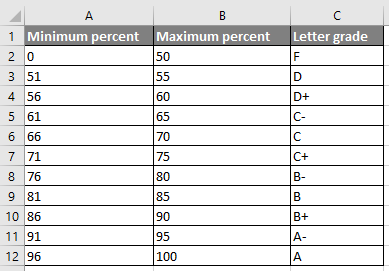 A B C
1 Minimum percent Maximum percent Letter grade
2 0 50 F
3 51 55 D
4 56 60 D+
5 61 65 C-
6 66 70 C
7 71 75 C+
8 76 80 B-
9 81 85 B
10 86 90 B+
11 91 95 A-
12 96 100 A